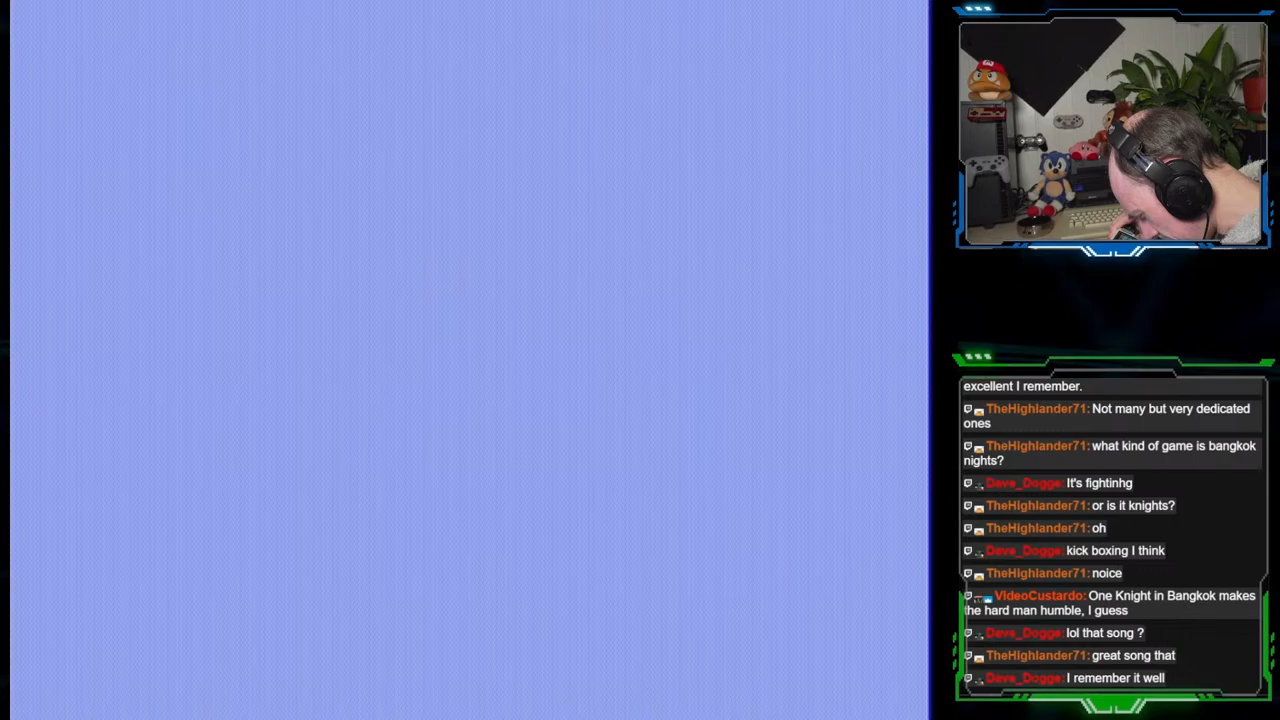 excellent I remember.
TheHighlander71: Not many but very dedicated
ones
TheHighlander71: what kind of game is bangkok
nights?
Dave_Dogge: It's fightinhg
TheHighlander71: or is it knights?
TheHighlander71: oh
Dave_Dogge: kick boxing I think
TheHighlander71: noice
VideoCustardo: One Knight in Bangkok makes
the hard man humble, I guess
Dave_Dogge: lol that song ?
TheHighlander71: great song that
Dave_Dogge: I remember it well